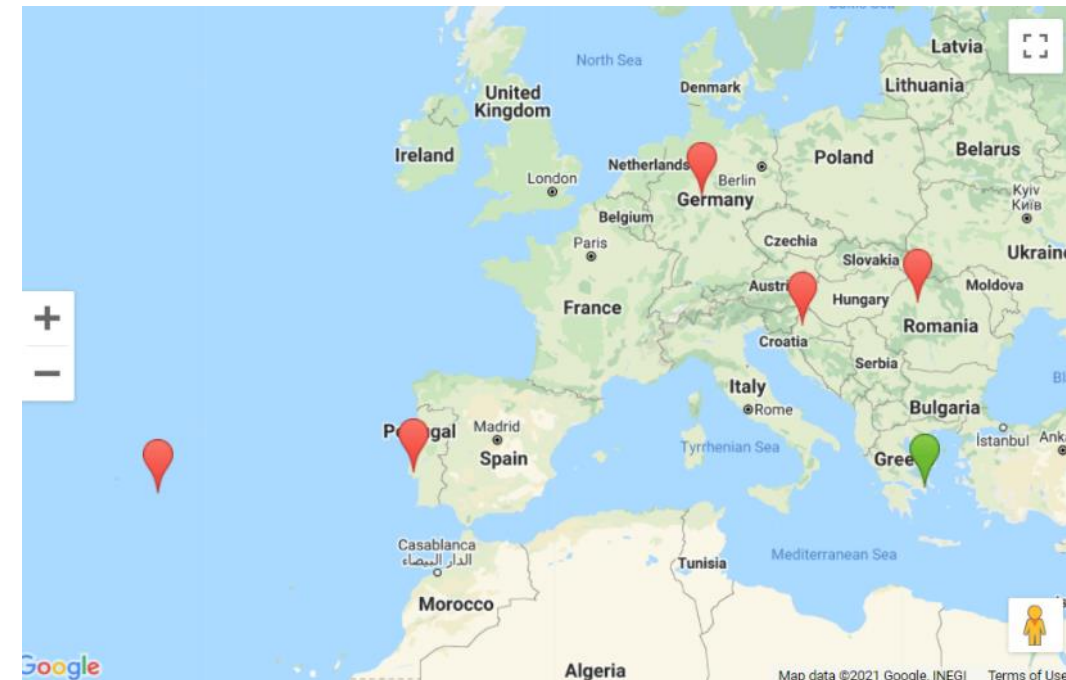 North Sea
Latvia
Denmark
Lithuania
United
Kingdom
Ireland
Netherlands
Berlin
Poland
Belarus
London
Germany
Kyiv
Київ
Belgium
Paris
Czechia
Slovakia
Moldova
Hungary
France
Romania
Croatia
Serbia
Italy
Rome
Bulgaria
Madrid
Spain
Tyrrhenian Sea
İstanbul
Casablanca
الدار البيضاء
Tunisia
Mediterranean Sea
Morocco
Google
Algeria
Map data ©2021 Google, INEGI
Terms of Use